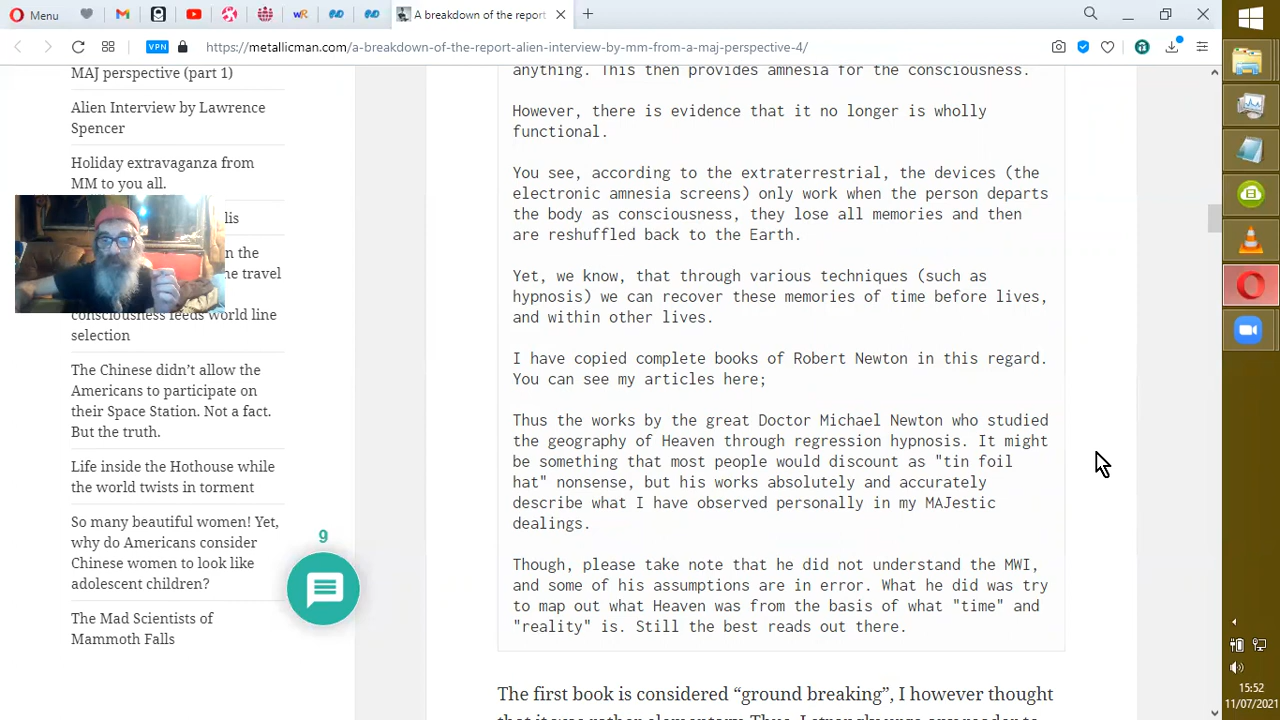 Menu
A breakdown of the report
VPN
https://metallicman.com/a-breakdown-of-the-report-alien-interview-by-mm-from-a-maj-perspective-4/
MAJ perspective (part 1)
Alien Interview by Lawrence
Spencer
Holiday extravaganza from
MM to you all.
lis
n the
ne travel
consciousness feeds world line
selection
The Chinese didn’t allow the
Americans to participate on
their Space Station. Not a fact.
But the truth.
Life inside the Hothouse while
the world twists in torment
So many beautiful women! Yet,
why do Americans consider
Chinese women to look like
adolescent children?
The Mad Scientists of
Mammoth Falls
9
anything. This then provides amnesia for the consciousness.
However, there is evidence that it no longer is wholly
functional.
You see, according to the extraterrestrial, the devices (the
electronic amnesia screens) only work when the person departs
the body as consciousness, they lose all memories and then
are reshuffled back to the Earth.
Yet, we know, that through various techniques (such as
hypnosis) we can recover these memories of time before lives,
and within other lives.
I have copied complete books of Robert Newton in this regard.
You can see my articles here;
Thus the works by the great Doctor Michael Newton who studied
the geography of Heaven through regression hypnosis. It might
be something that most people would discount as "tin foil
hat" nonsense, but his works absolutely and accurately
describe what I have observed personally in my MAJestic
dealings.
Though, please take note that he did not understand the MWI,
and some of his assumptions are in error. What he did was try
to map out what Heaven was from the basis of what "time" and
"reality" is. Still the best reads out there.
The first book is considered “ground breaking”, I however thought
that it was rather elementary. Thus, I strongly urge any reader to
15:52
11/07/2021